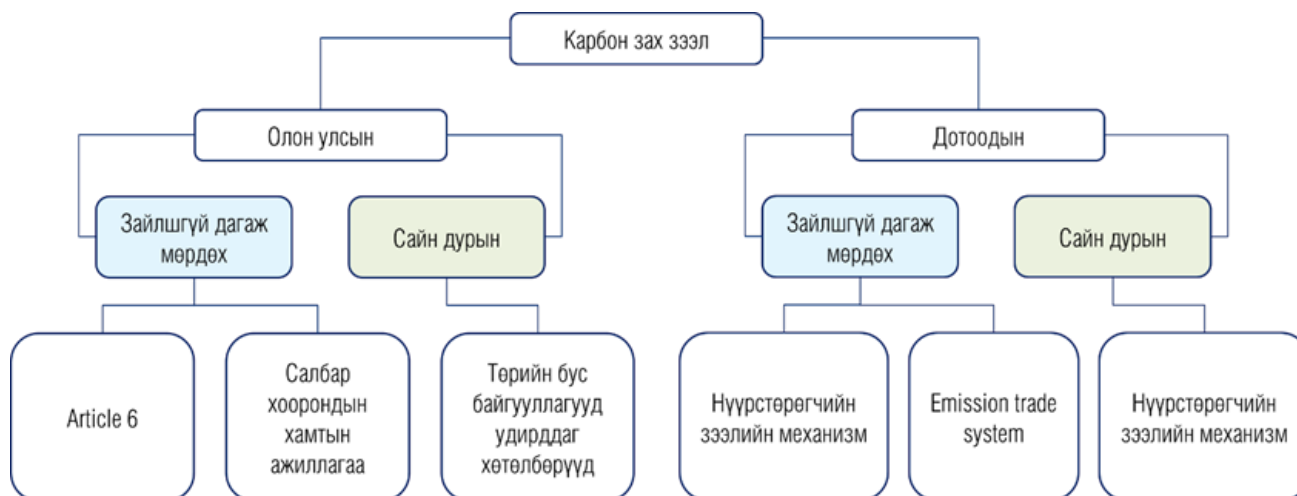 Карбон зах зээл
Олон улсын
Дотоодын
Зайлшгүй дагаж
мөрдөх
Сайн дурын
Зайлшгүй дагаж
мөрдөх
Сайн дурын
Article 6
Салбар
хоорондын
хамтын
ажиллагаа
Төрийн бус
байгууллагууд
удирддаг
хөтөлбөрүүд
Нүүрстөрөгчийн
зээлийн механизм
Emission trade
system
Нүүрстөрөгчийн
зээлийн механизм